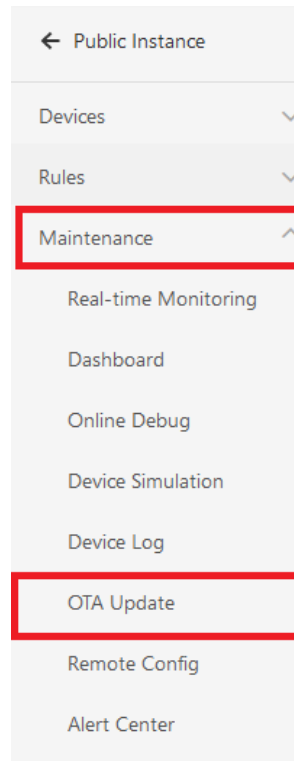 ← Public Instance
Devices
Rules
Maintenance
Real-time Monitoring
Dashboard
Online Debug
Device Simulation
Device Log
OTA Update
Remote Config
Alert Center